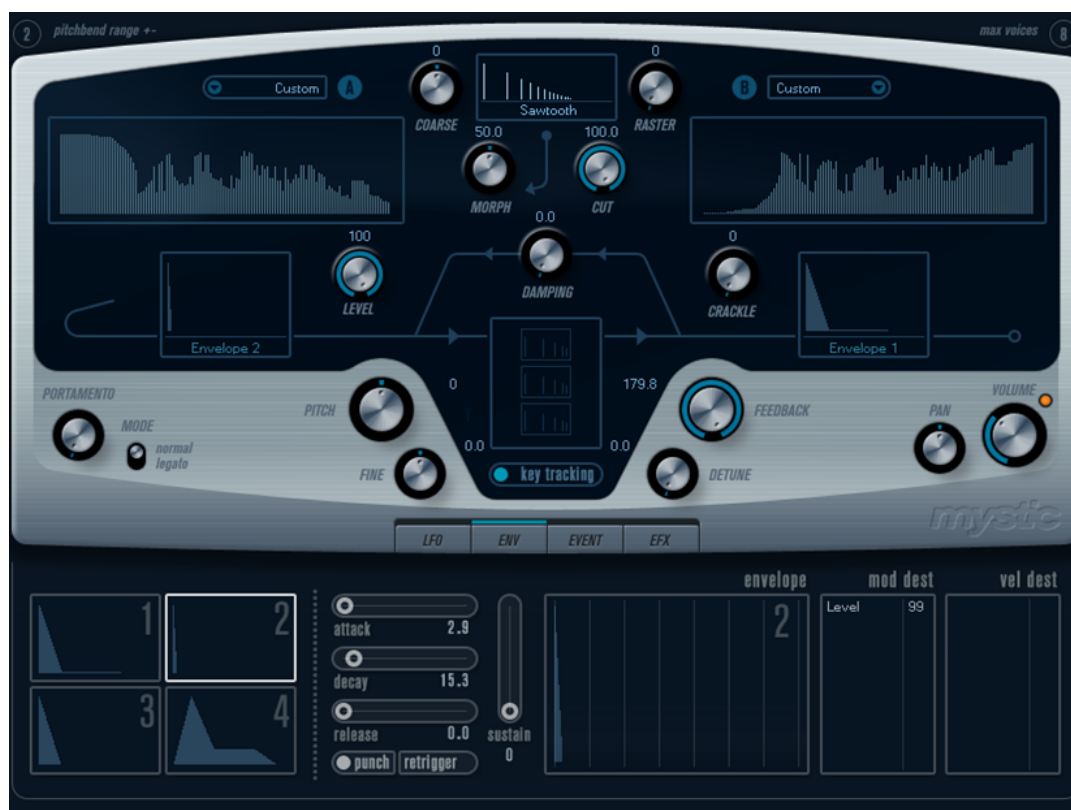 2 pitchbend range +- max voices 8
0 0
Custom A Custom B
COARSE Sawtooth RASTER
50.0 100.0
MORPH CUT
0.0
100 0
DAMPING
LEVEL CRACKLE
Envelope 2 Envelope 1
PORTAMENTO 0 179.8 VOLUME
PITCH FEEDBACK PAN
MODE
normal
legato
0.0 0.0
FINE key tracking DETUNE
mystic
LFO ENV EVENT EFX
envelope mod dest vel dest
1 2 2 Level 99
attack 2.9
decay 15.3
3 4
release 0.0 sustain
punch retrigger 0